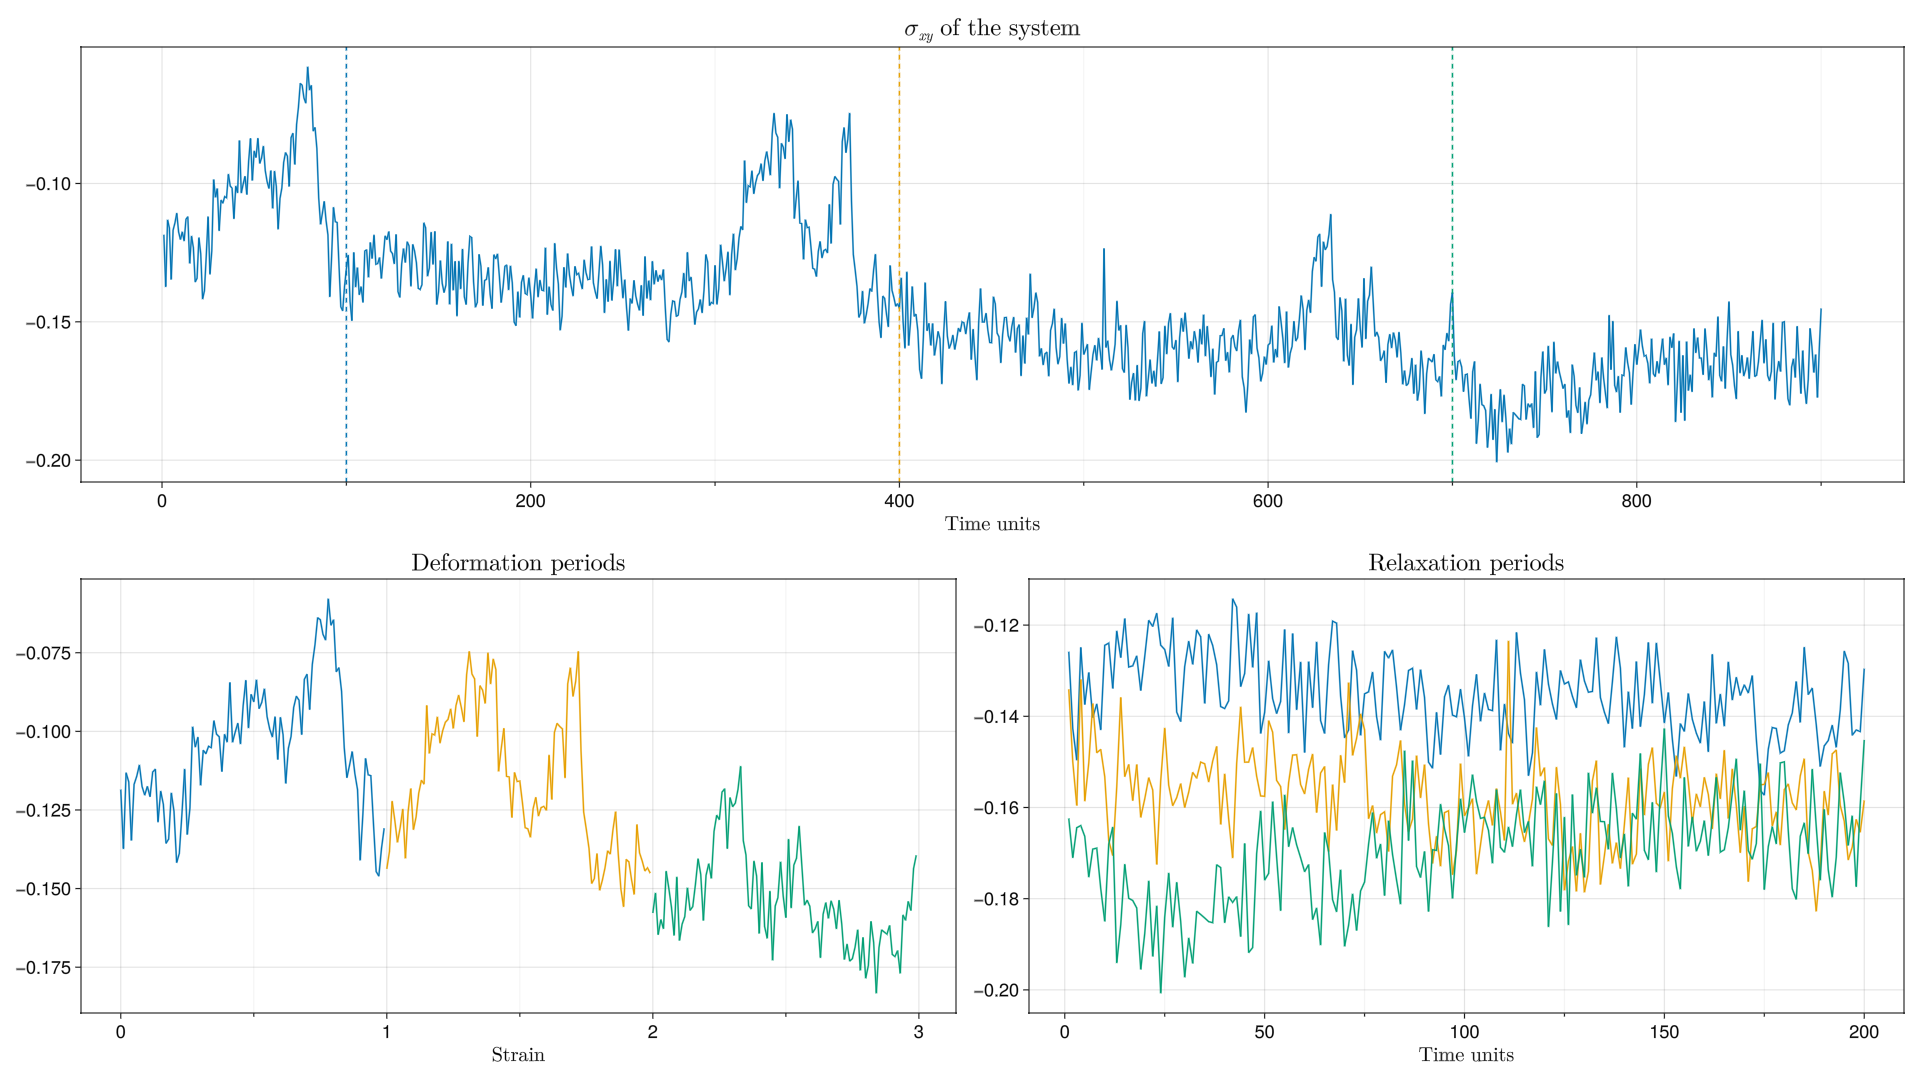 σxy of the system
−0.10
−0.15
−0.20
0 200 400 600 800
Time units
Deformation periods
−0.075
−0.100
−0.125
−0.150
−0.175
0 1 2 3
Strain
Relaxation periods
−0.12
−0.14
−0.16
−0.18
−0.20
0 50 100 150 200
Time units